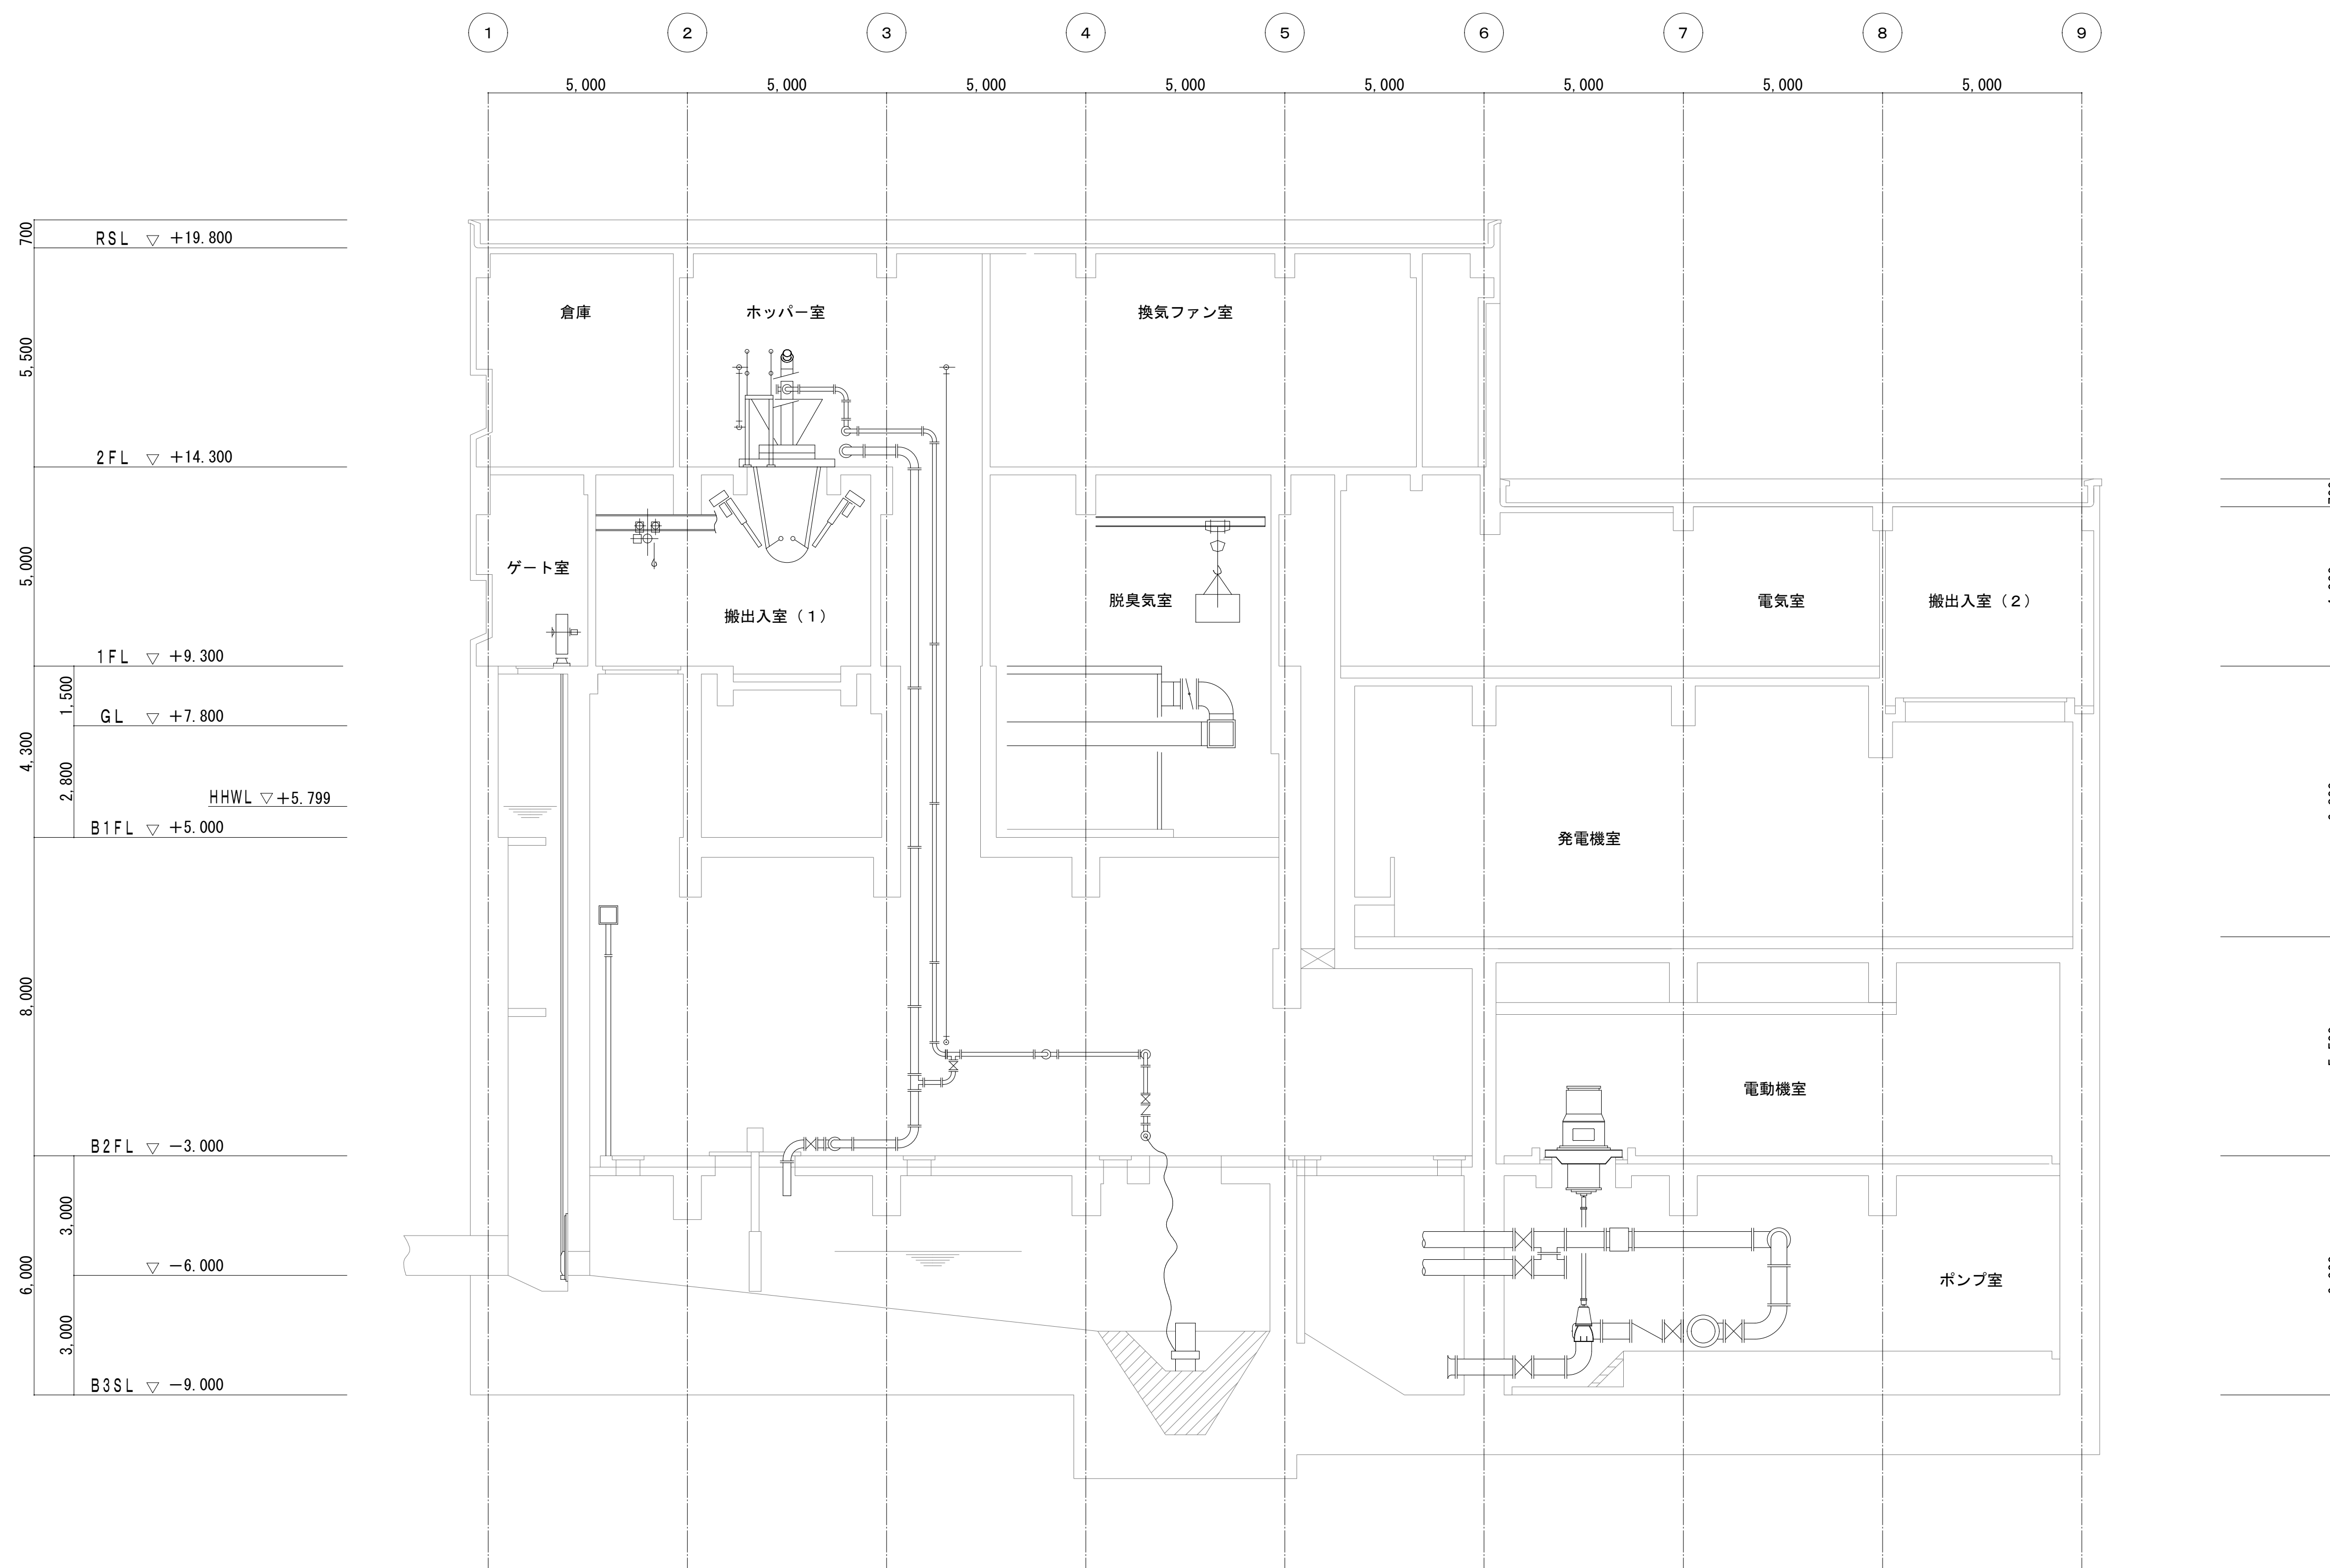 1 2 3 4 5 6 7 8 9
5,000 5,000 5,000 5,000 5,000 5,000 5,000 5,000
700
RSL ▽ +19.800
5,500
倉庫 ホッパー室 換気ファン室
2FL ▽ +14.300
5,000
ゲート室 搬出入室（1） 脱臭気室 電気室 搬出入室（2）
1FL ▽ +9.300
1,500
GL ▽ +7.800
4,300
2,800
HHWL ▽+5.799
B1FL ▽ +5.000
発電機室
8,000
電動機室
B2FL ▽ -3.000
3,000
▽ -6.000
6,000
ポンプ室
3,000
B3SL ▽ -9.000